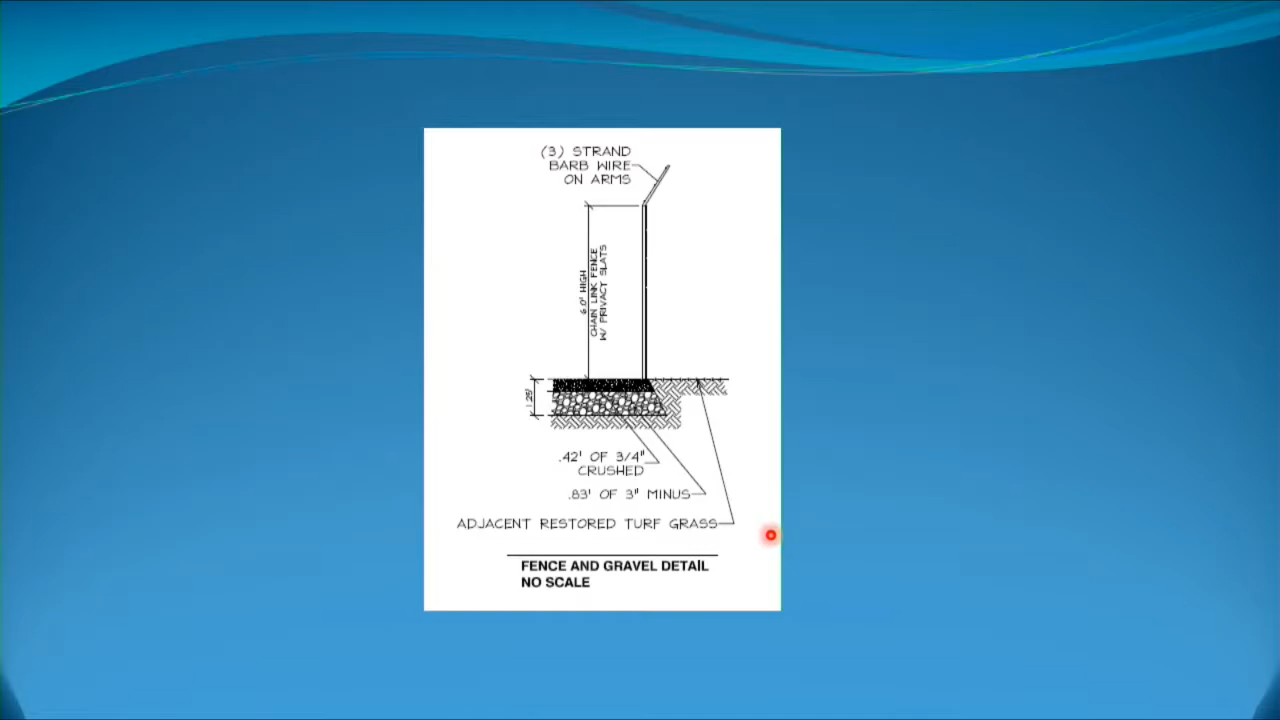 (3) STRAND
BARB WIRE
ON ARMS
6.0' HIGH
CHAIN LINK FENCE
W/ PRIVACY SLATS
1.25'
.42' OF 3/4"
CRUSHED
.83' OF 3" MINUS
ADJACENT RESTORED TURF GRASS
FENCE AND GRAVEL DETAIL
NO SCALE